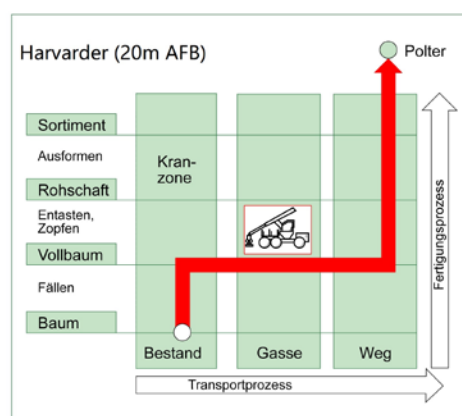 Harvarder (20m AFB)
Polter
Sortiment
Ausformen
Kran-
zone
Rohschaft
Entasten,
Zopfen
Vollbaum
Fällen
Baum
Bestand
Gasse
Weg
Transportprozess
Fertigungsprozess